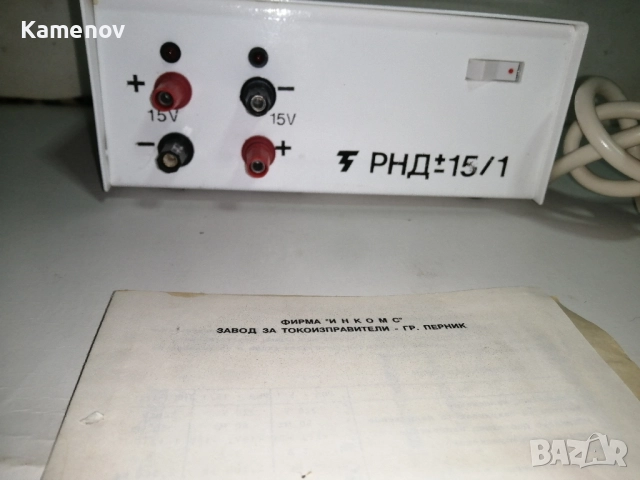 Kamenov
+ -
15V 15V
- +
РНД±15/1
ФИРМА "ИНКОМС"
ЗАВОД ЗА ТОКОИЗПРАВИТЕЛИ - ГР. ПЕРНИК
BAZAR